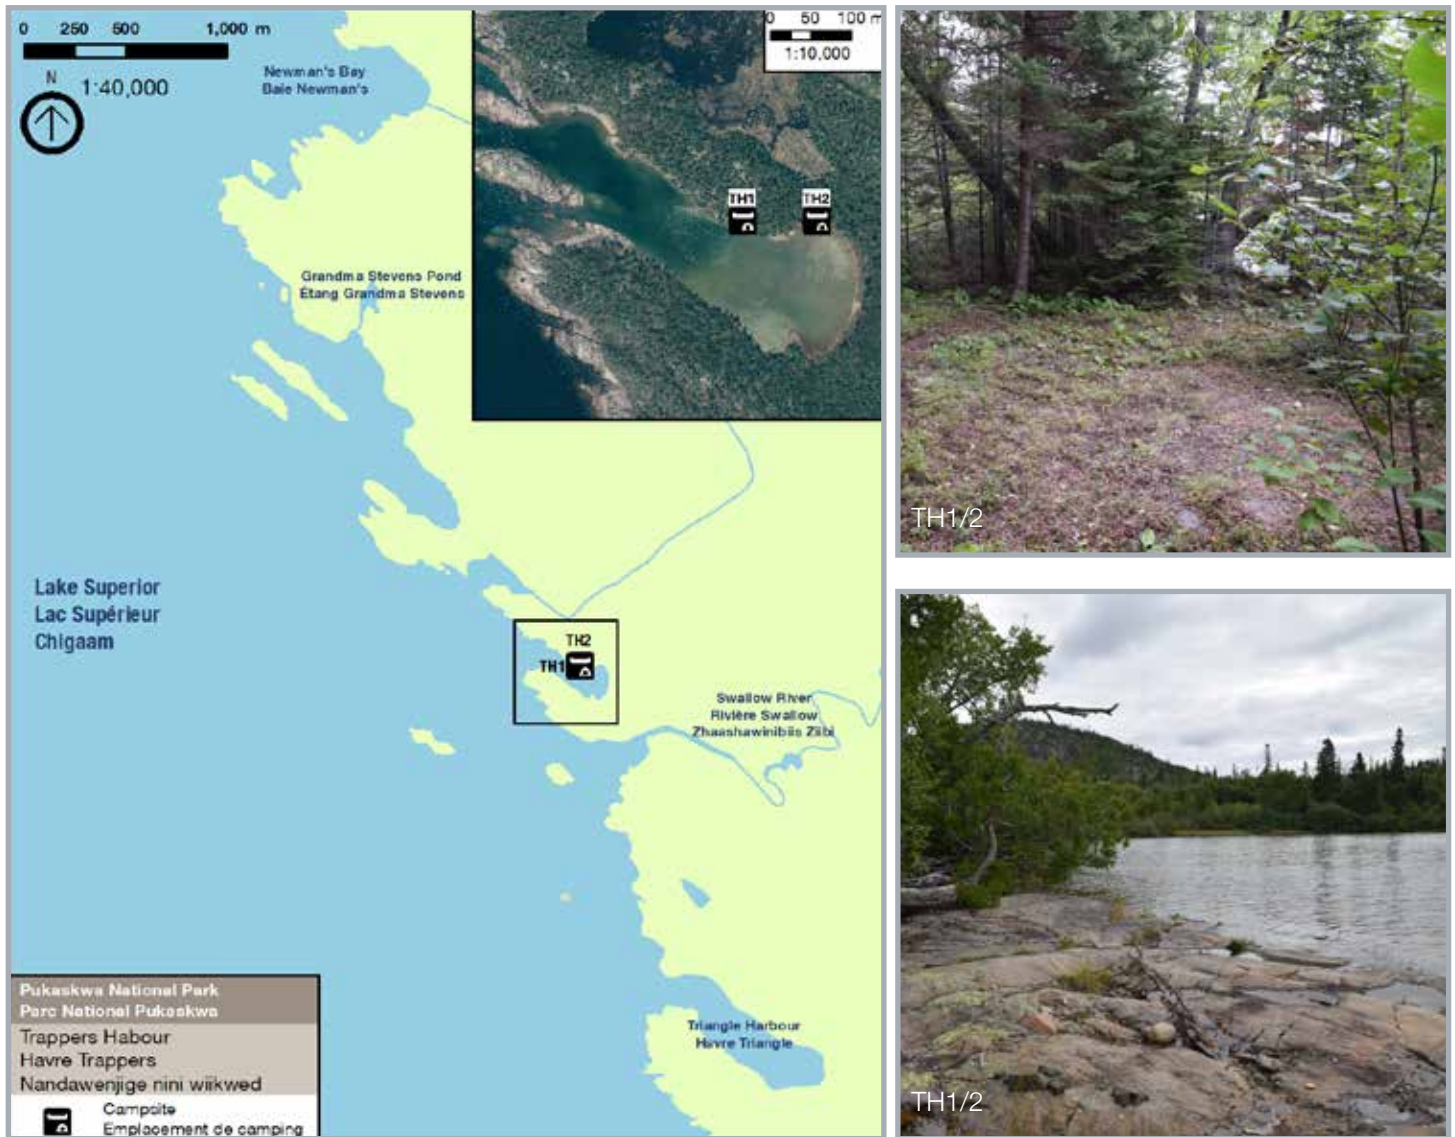 0 250 500 1,000 m
N
1:40,000
Newman's Bay
Baie Newman's
0 50 100 m
1:10,000
TH1 TH2
Grandma Stevens Pond
Étang Grandma Stevens
Lake Superior
Lac Supérieur
Chigaam
TH2
TH1
Swallow River
Rivière Swallow
Zhaashawinibiis Ziibi
Triangle Harbour
Havre Triangle
Pukaskwa National Park
Parc National Pukaskwa
Trappers Habour
Havre Trappers
Nandawenjige nini wiikwed
Campsite
Emplacement de camping
TH1/2
TH1/2